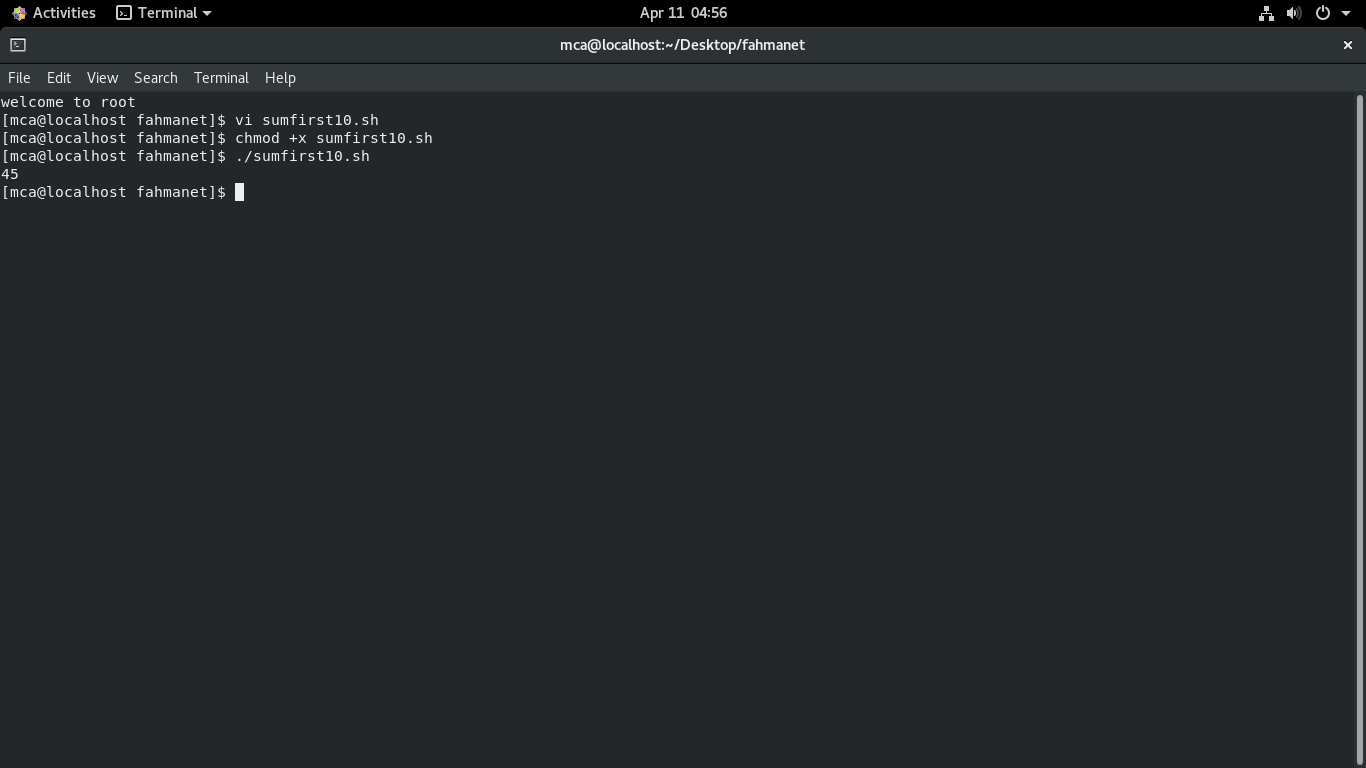 Activities Terminal Apr 11 04:56
mca@localhost:~/Desktop/fahmanet
File Edit View Search Terminal Help
welcome to root
[mca@localhost fahmanet]$ vi sumfirst10.sh
[mca@localhost fahmanet]$ chmod +x sumfirst10.sh
[mca@localhost fahmanet]$ ./sumfirst10.sh
45
[mca@localhost fahmanet]$